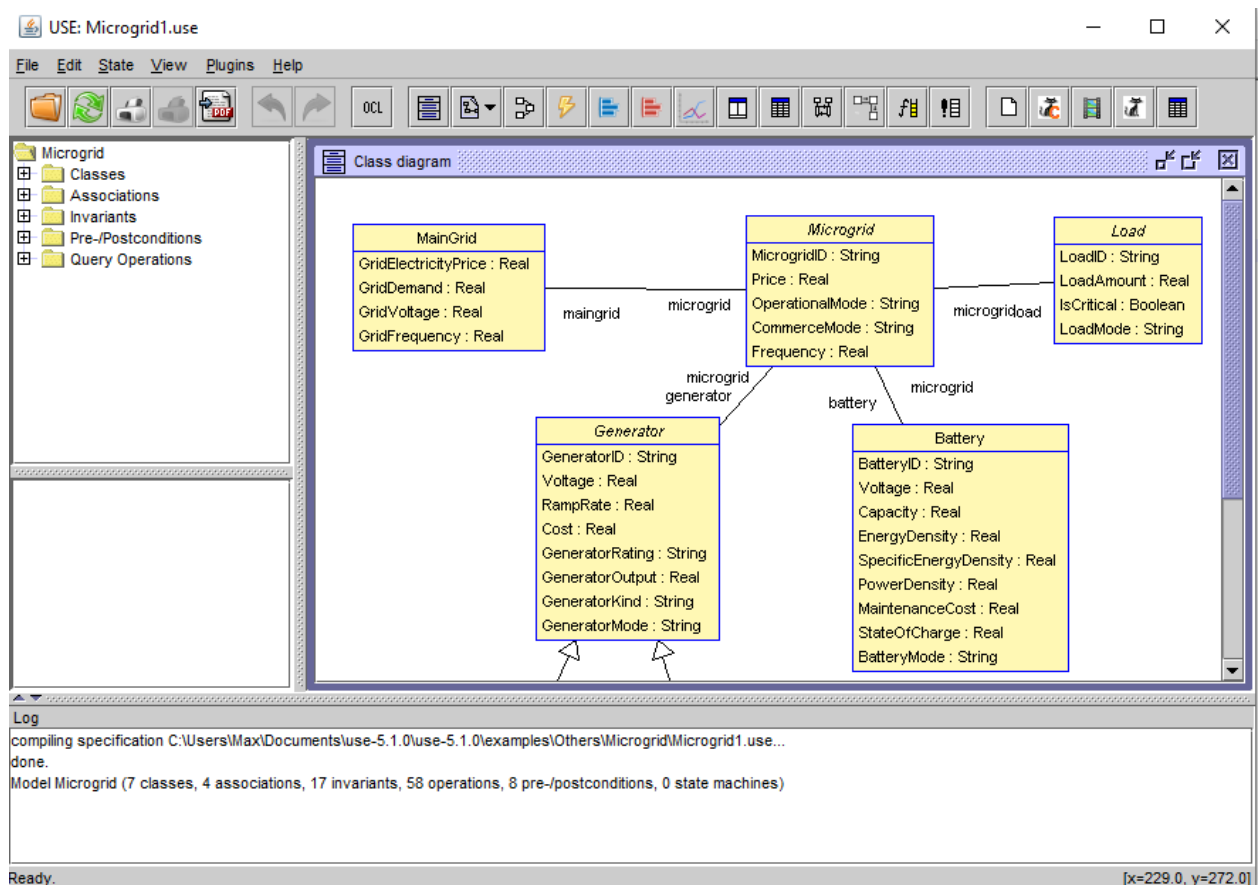 USE: Microgrid1.use
File Edit State View Plugins Help
PDF
OCL
Microgrid
Classes
Associations
Invariants
Pre-/Postconditions
Query Operations
Class diagram
MainGrid
GridElectricityPrice : Real
GridDemand : Real
GridVoltage : Real
GridFrequency : Real
maingrid
microgrid
Microgrid
MicrogridID : String
Price : Real
OperationalMode : String
CommerceMode : String
Frequency : Real
microgrid
oad
Load
LoadID : String
LoadAmount : Real
IsCritical : Boolean
LoadMode : String
microgrid
generator
battery
microgrid
Generator
GeneratorID : String
Voltage : Real
RampRate : Real
Cost : Real
GeneratorRating : String
GeneratorOutput : Real
GeneratorKind : String
GeneratorMode : String
Battery
BatteryID : String
Voltage : Real
Capacity : Real
EnergyDensity : Real
SpecificEnergyDensity : Real
PowerDensity : Real
MaintenanceCost : Real
StateOfCharge : Real
BatteryMode : String
Log
compiling specification C:\Users\Max\Documents\use-5.1.0\use-5.1.0\examples\Others\Microgrid\Microgrid1.use...
done.
Model Microgrid (7 classes, 4 associations, 17 invariants, 58 operations, 8 pre-/postconditions, 0 state machines)
Ready.
[x=229.0, y=272.0]